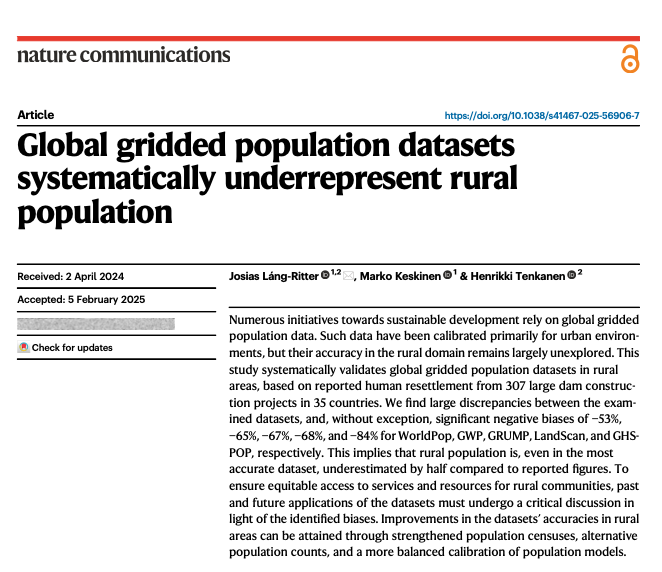 nature communications
Article
https://doi.org/10.1038/s41467-025-56906-7
Global gridded population datasets
systematically underrepresent rural
population
Received: 2 April 2024
Accepted: 5 February 2025
Check for updates
Josias Láng-Ritter 1,2, Marko Keskinen 1 & Henrikki Tenkanen 2
Numerous initiatives towards sustainable development rely on global gridded
population data. Such data have been calibrated primarily for urban environ-
ments, but their accuracy in the rural domain remains largely unexplored. This
study systematically validates global gridded population datasets in rural
areas, based on reported human resettlement from 307 large dam construc-
tion projects in 35 countries. We find large discrepancies between the exam-
ined datasets, and, without exception, significant negative biases of −53%,
−65%, −67%, −68%, and −84% for WorldPop, GWP, GRUMP, LandScan, and GHS-
POP, respectively. This implies that rural population is, even in the most
accurate dataset, underestimated by half compared to reported figures. To
ensure equitable access to services and resources for rural communities, past
and future applications of the datasets must undergo a critical discussion in
light of the identified biases. Improvements in the datasets' accuracies in rural
areas can be attained through strengthened population censuses, alternative
population counts, and a more balanced calibration of population models.